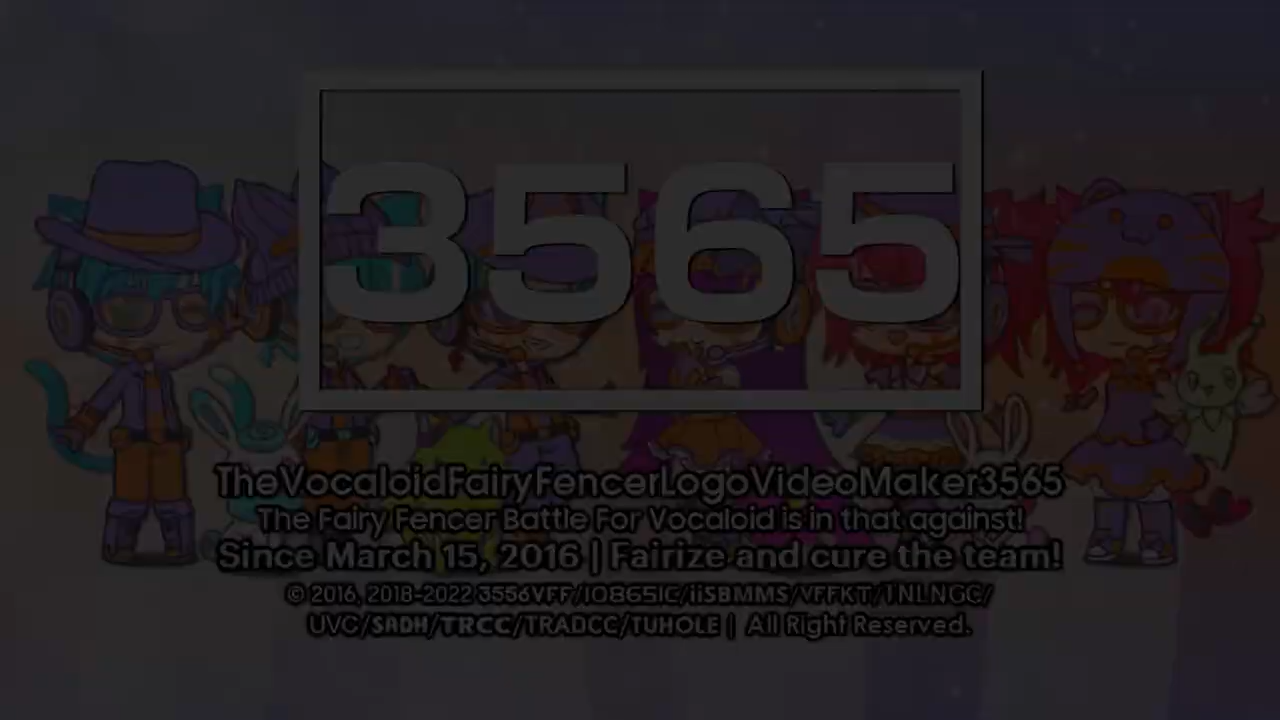 3565
TheVocaloidFairyFencerLogoVideoMaker3565
The Fairy Fencer Battle For Vocaloid is in that against!
Since March 15, 2016 | Fairize and cure the team!
© 2016, 2018-2022 3556VFF/IO865IC/iiSBMMS/VFFKT/TNLNGC/
UVC/SADH/TRCC/TRADCC/TUHOLE | All Right Reserved.